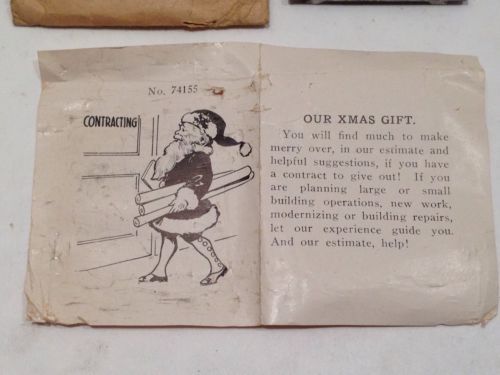 No. 74155
CONTRACTING
OUR XMAS GIFT.
You will find much to make
merry over, in our estimate and
helpful suggestions, if you have
a contract to give out! If you
are planning large or small
building operations, new work,
modernizing or building repairs,
let our experience guide you.
And our estimate, help!